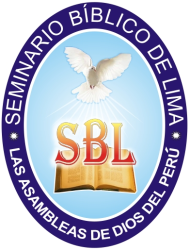 SEMINARIO BÍBLICO DE LIMA
SBL
LAS ASAMBLEAS DE DIOS DEL PERÚ